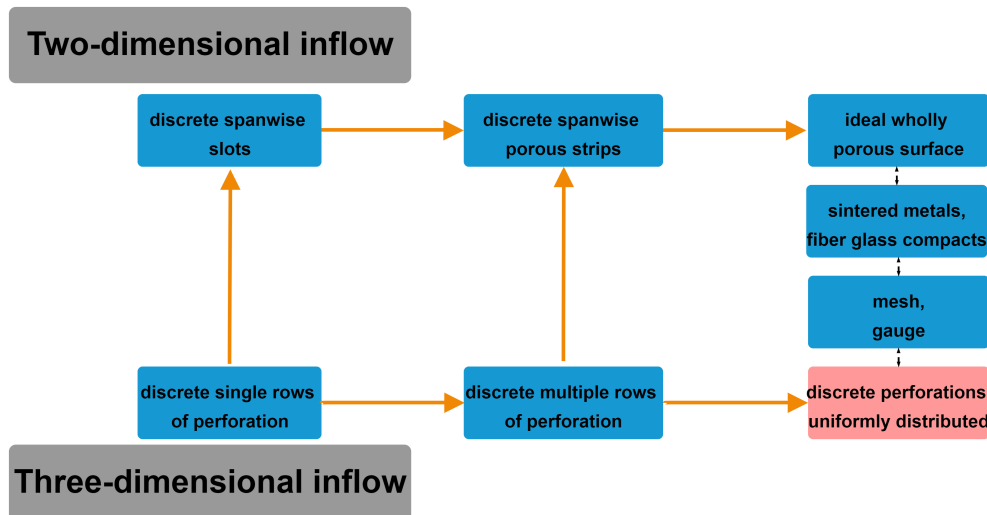 Two-dimensional inflow
discrete spanwise
slots
discrete spanwise
porous strips
ideal wholly
porous surface
sintered metals,
fiber glass compacts
mesh,
gauge
discrete single rows
of perforation
discrete multiple rows
of perforation
discrete perforations
uniformly distributed
Three-dimensional inflow